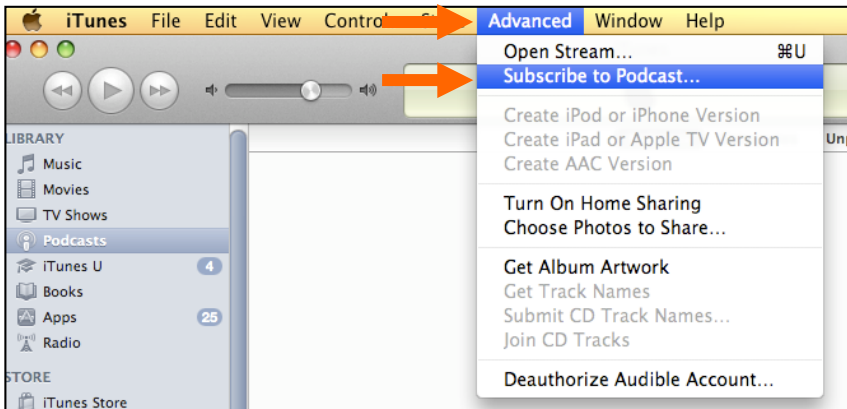 iTunes File Edit View Contro Advanced Window Help
Open Stream... ⌘U
Subscribe to Podcast...
Create iPod or iPhone Version
Create iPad or Apple TV Version
Create AAC Version
Turn On Home Sharing
Choose Photos to Share...
Get Album Artwork
Get Track Names
Submit CD Track Names...
Join CD Tracks
Deauthorize Audible Account...
LIBRARY
Music
Movies
TV Shows
Podcasts
iTunes U 4
Books
Apps 25
Radio
STORE
iTunes Store